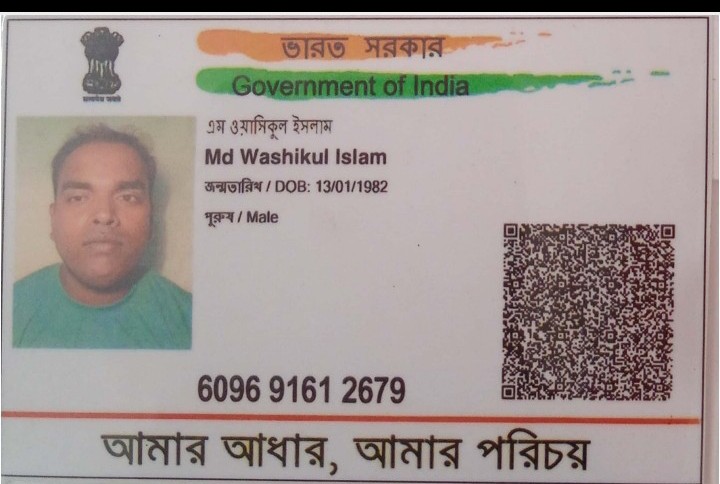 ভারত সরকার
Government of India
এম ওয়াসিকুল ইসলাম
Md Washikul Islam
জন্মতারিখ / DOB: 13/01/1982
পুরুষ / Male
6096 9161 2679
আমার আধার, আমার পরিচয়